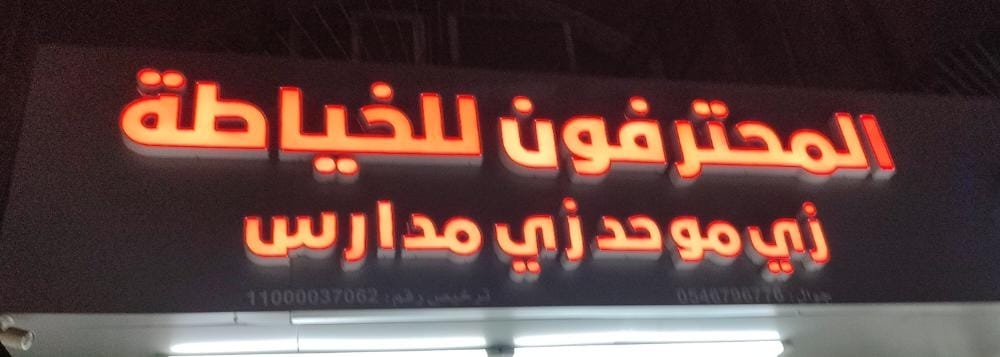 المحترفون للخياطة
زي موحد زي مدارس
جوال: 0546796776 ترخيص رقم: 11000037062